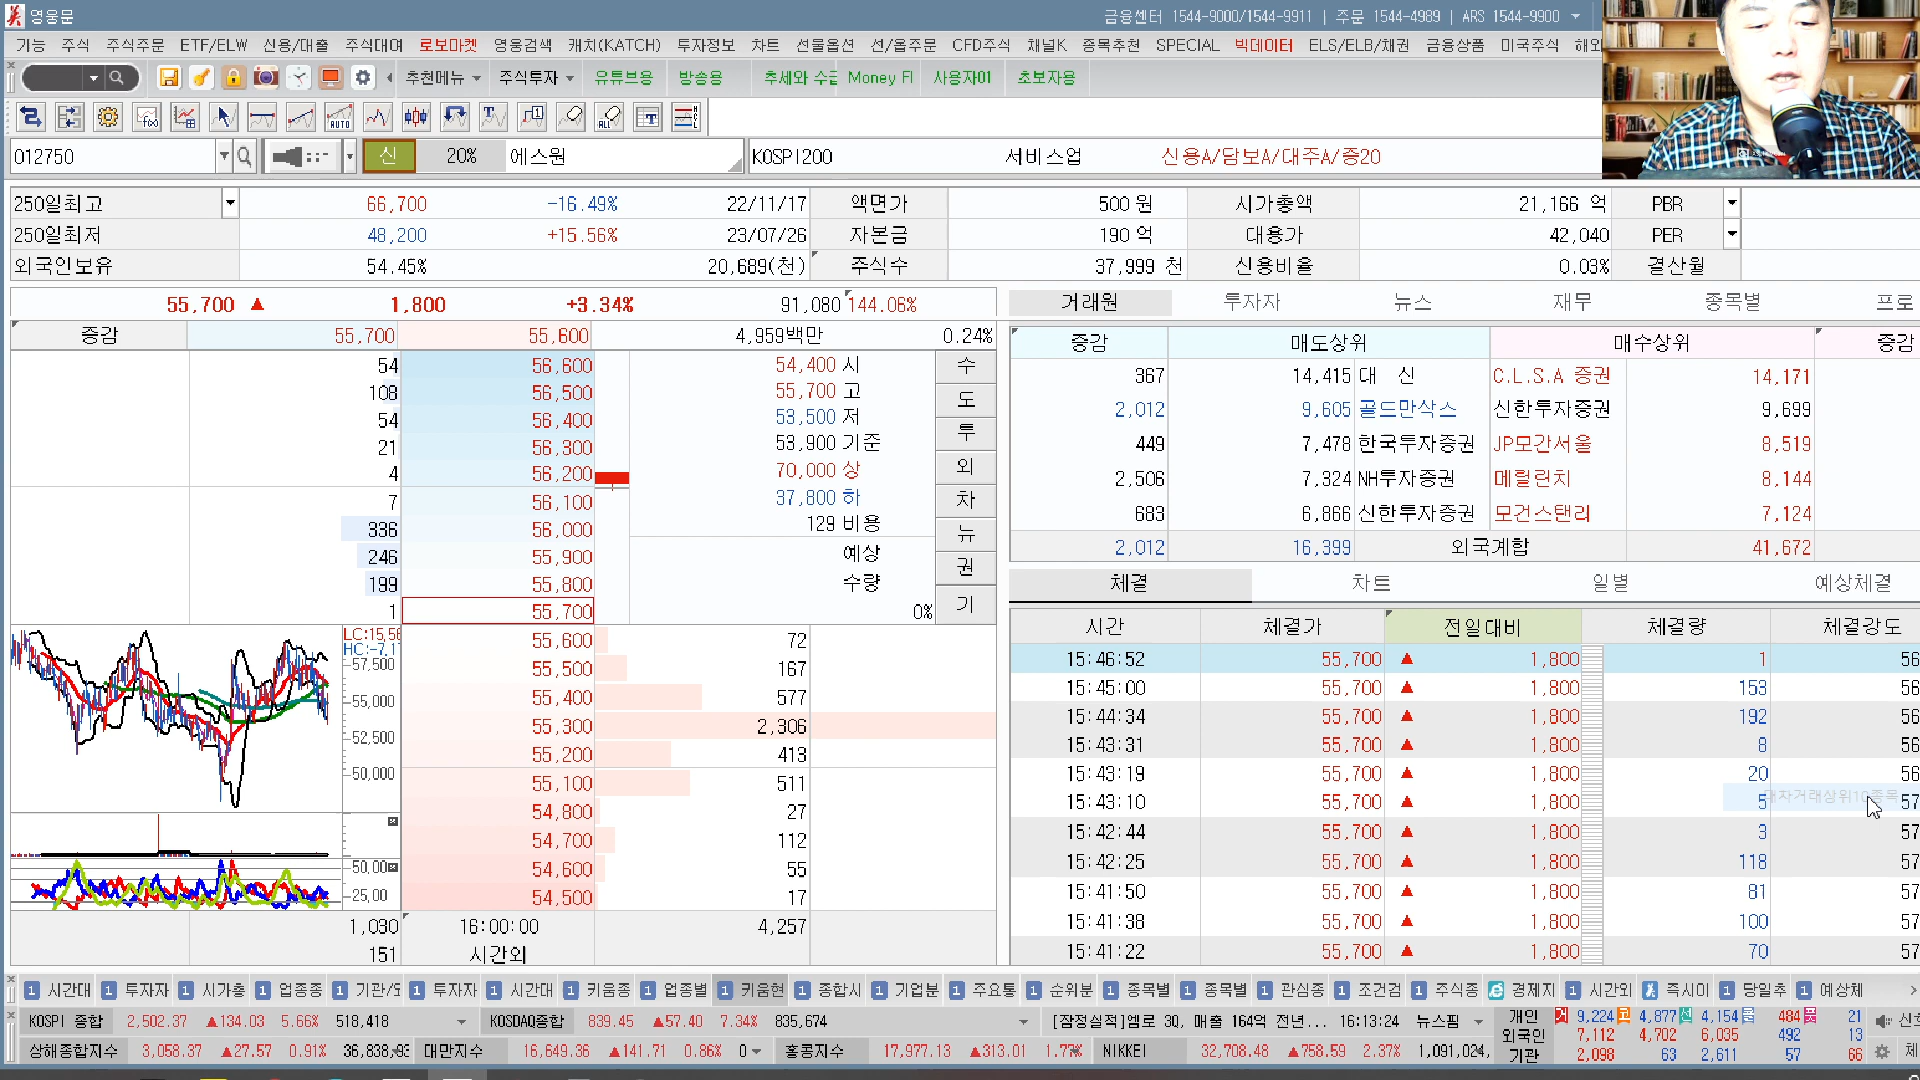 영웅문
금융센터 1544-9000/1544-9911 | 주문 1544-4989 | ARS 1544-9900
기능 주식 주식주문 ETF/ELW 신용/대출 주식대여 로보마켓 영웅검색 캐치(KATCH) 투자정보 차트 선물옵션 선/옵주문 CFD주식 채널K 종목추천 SPECIAL 빅데이터 ELS/ELB/채권 금융상품 미국주식 해외
추천메뉴 주식투자 유튜브용 방송용 추세와 수급 Money Fl 사용자01 초보자용
012750 신 20% 에스원 KOSPI200 서비스업 신용A/담보A/대주A/증20
250일최고 66,700 -16.49% 22/11/17 액면가 500 원 시가총액 21,166 억 PBR
250일최저 48,200 +15.56% 23/07/26 자본금 190 억 대용가 42,040 PER
외국인보유 54.45% 20,689(천) 주식수 37,999 천 신용비율 0.03% 결산월
55,700 ▲ 1,800 +3.34% 91,080 144.06%
증감 55,700 55,600 4,959백만 0.24%
54 56,600 54,400 시 수
108 56,500 55,700 고 도
54 56,400 53,500 저 투
21 56,300 53,900 기준
4 56,200 70,000 상 외
7 56,100 37,800 하 차
336 56,000 129 비용 뉴
246 55,900 예상 권
199 55,800 수량
1 55,700 0% 기
55,600 72
55,500 167
55,400 577
55,300 2,306
55,200 413
55,100 511
54,800 27
54,700 112
54,600 55
54,500 17
57,500
55,000
52,500
50,000
50,00
25,00
1,030 16:00:00 4,257
151 시간외
거래원 투자자 뉴스 재무 종목별 프로
증감 매도상위 매수상위 증감
367 14,415 대 신 C.L.S.A 증권 14,171
2,012 9,605 골드만삭스 신한투자증권 9,699
449 7,478 한국투자증권 JP모간서울 8,519
2,506 7,324 NH투자증권 메릴린치 8,144
683 6,866 신한투자증권 모건스탠리 7,124
2,012 16,399 외국계합 41,672
체결 차트 일별 예상체결
시간 체결가 전일대비 체결량 체결강도
15:46:52 55,700 ▲ 1,800 1 56
15:45:00 55,700 ▲ 1,800 153 56
15:44:34 55,700 ▲ 1,800 192 56
15:43:31 55,700 ▲ 1,800 8 56
15:43:19 55,700 ▲ 1,800 20 56
15:43:10 55,700 ▲ 1,800 5 57
15:42:44 55,700 ▲ 1,800 3 57
15:42:25 55,700 ▲ 1,800 118 57
15:41:50 55,700 ▲ 1,800 81 57
15:41:38 55,700 ▲ 1,800 100 57
15:41:22 55,700 ▲ 1,800 70 57
1 시간대 1 투자자 1 시가총 1 업종종 1 기관/외 1 투자자 1 시간대 1 키움종 1 업종별 1 키움현 1 종합시 1 기업분 1 주요통 1 순위분 1 종목별 1 종목별 1 관심종 1 조건검 1 주식종 경제지 1 시간외 즉시미 1 당일추 1 예상체
KOSPI 종합 2,502.37 ▲134.03 5.66% 518,418 KOSDAQ종합 839.45 ▲57.40 7.34% 835,674 [잠정실적]엠로 3Q, 매출 164억 전년... 16:13:24 뉴스핌
상해종합지수 3,058.37 ▲27.57 0.91% 대만지수 16,649.36 ▲141.71 0.86% 0 홍콩지수 17,977.13 ▲313.01 NIKKEI 32,708.48 ▲758.59 2.37% 1,091,024,
개인 9,224 4,877 4,154 484 21
외국인 7,112 4,702 6,035 492 13
기관 2,098 63 2,611 57 66